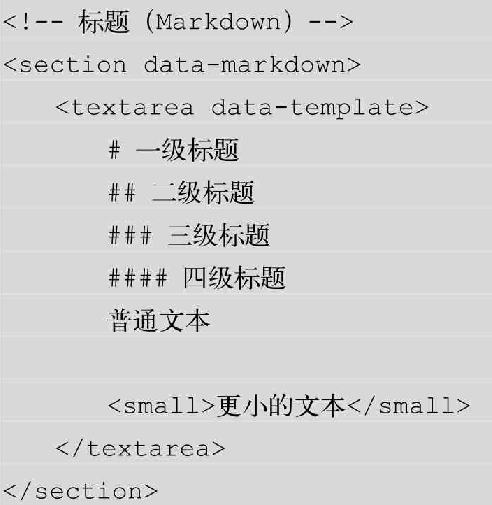 <!-- 标题（Markdown）-->
<section data-markdown>
<textarea data-template>
# 一级标题
## 二级标题
### 三级标题
#### 四级标题
普通文本
<small>更小的文本</small>
</textarea>
</section>